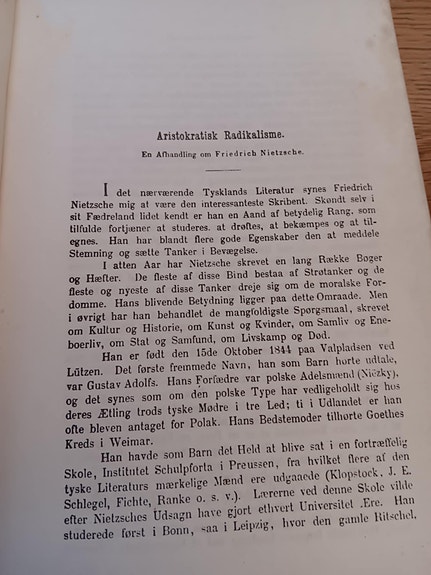 Aristokratisk Radikalisme.
En Afhandling om Friedrich Nietzsche.
I det nærværende Tysklands Literatur synes Friedrich
Nietzsche mig at være den interessanteste Skribent. Skøndt selv i
sit Fædreland lidet kendt er han en Aand af betydelig Rang, som
tilfulde fortjener at studeres, at drøftes, at bekæmpes og at til-
egnes. Han har blandt flere gode Egenskaber den at meddele
Stemning og sætte Tanker i Bevægelse.
I atten Aar har Nietzsche skrevet en lang Række Bøger
og Hæfter. De fleste af disse Bind bestaa af Strøtanker og de
fleste og nyeste af disse Tanker dreje sig om de moralske For-
domme. Hans blivende Betydning ligger paa dette Omraade. Men
i øvrigt har han behandlet de mangfoldigste Spørgsmaal, skrevet
om Kultur og Historie, om Kunst og Kvinder, om Samliv og Ene-
boerliv, om Stat og Samfund, om Livskamp og Død.
Han er født den 15de Oktober 1844 paa Valpladsen ved
Lützen. Det første fremmede Navn, han som Barn hørte udtale,
var Gustav Adolfs. Hans Forfædre var polske Adelsmænd (Niëzky),
og det synes som om den polske Type har vedligeholdt sig hos
deres Ætling trods tyske Mødre i tre Led; ti i Udlandet er han
ofte bleven antaget for Polak. Hans Bedstemoder tilhørte Goethes
Kreds i Weimar.
Han havde som Barn det Held at blive sat i en fortræffelig
Skole, Institutet Schulpforta i Preussen, fra hvilket flere af den
tyske Literaturs mærkelige Mænd ere udgaaede (Klopstock, J. E.
Schlegel, Fichte, Ranke o. s. v.). Lærerne ved denne Skole vilde
efter Nietzsches Udsagn have gjort ethvert Universitet Ære. Han
studerede først i Bonn, saa i Leipzig, hvor den gamle Ritschel,